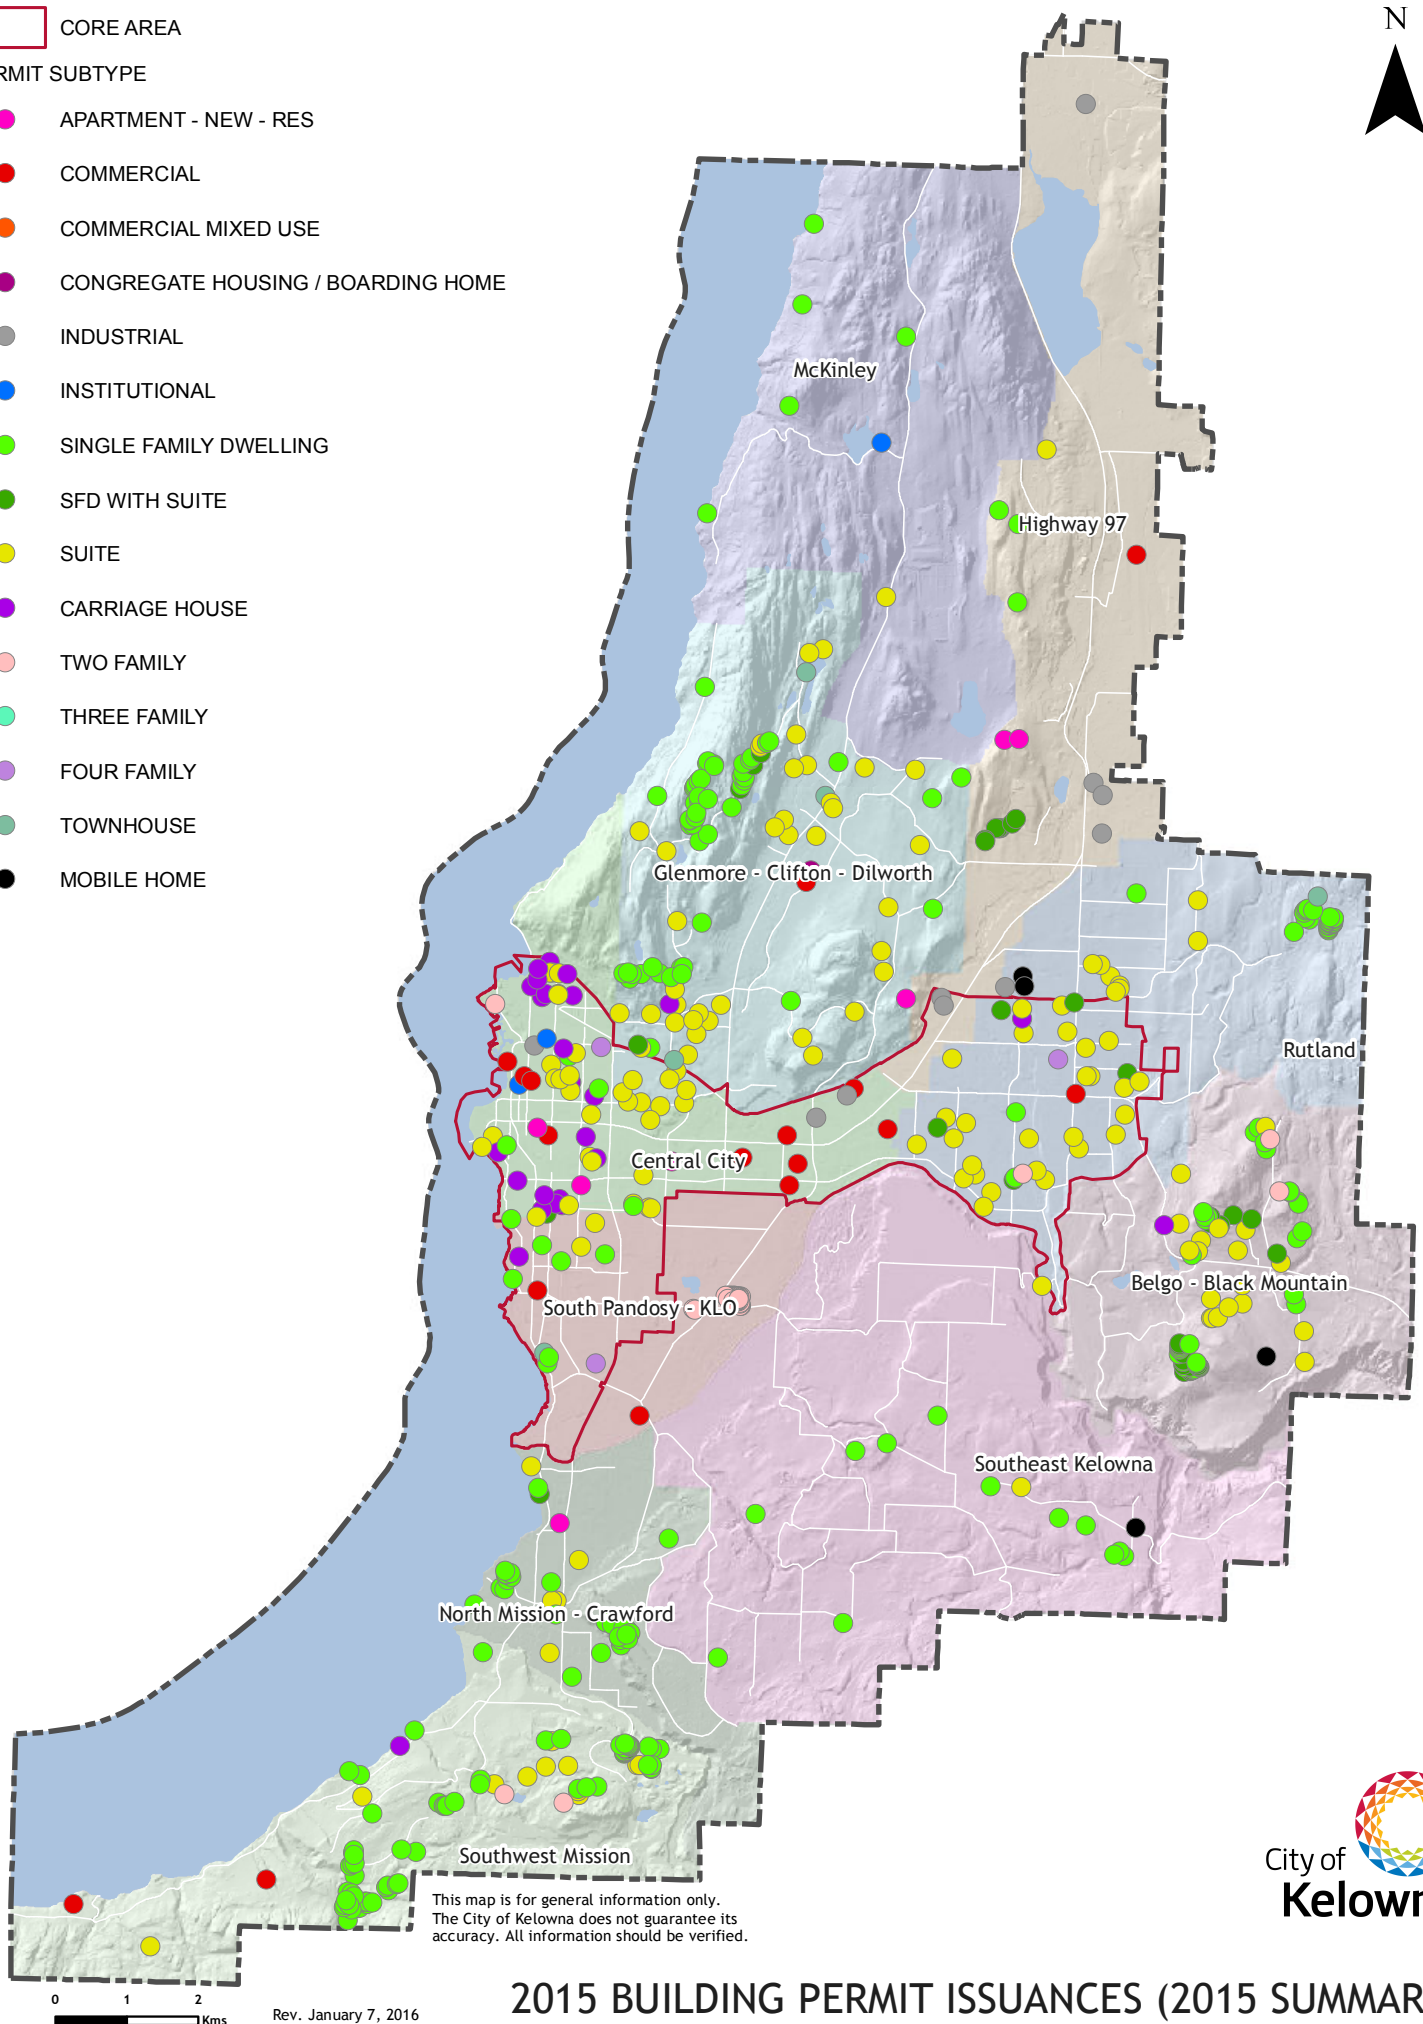 CORE AREA
RMIT SUBTYPE
APARTMENT - NEW - RES
COMMERCIAL
COMMERCIAL MIXED USE
CONGREGATE HOUSING / BOARDING HOME
INDUSTRIAL
INSTITUTIONAL
SINGLE FAMILY DWELLING
SFD WITH SUITE
SUITE
CARRIAGE HOUSE
TWO FAMILY
THREE FAMILY
FOUR FAMILY
TOWNHOUSE
MOBILE HOME
N
McKinley
Highway 97
Glenmore - Clifton - Dilworth
Rutland
Central City
Belgo - Black Mountain
South Pandosy - KLO
Southeast Kelowna
North Mission - Crawford
Southwest Mission
City of
Kelown
This map is for general information only.
The City of Kelowna does not guarantee its
accuracy. All information should be verified.
2015 BUILDING PERMIT ISSUANCES (2015 SUMMAR
0 1 2
Kms
Rev. January 7, 2016